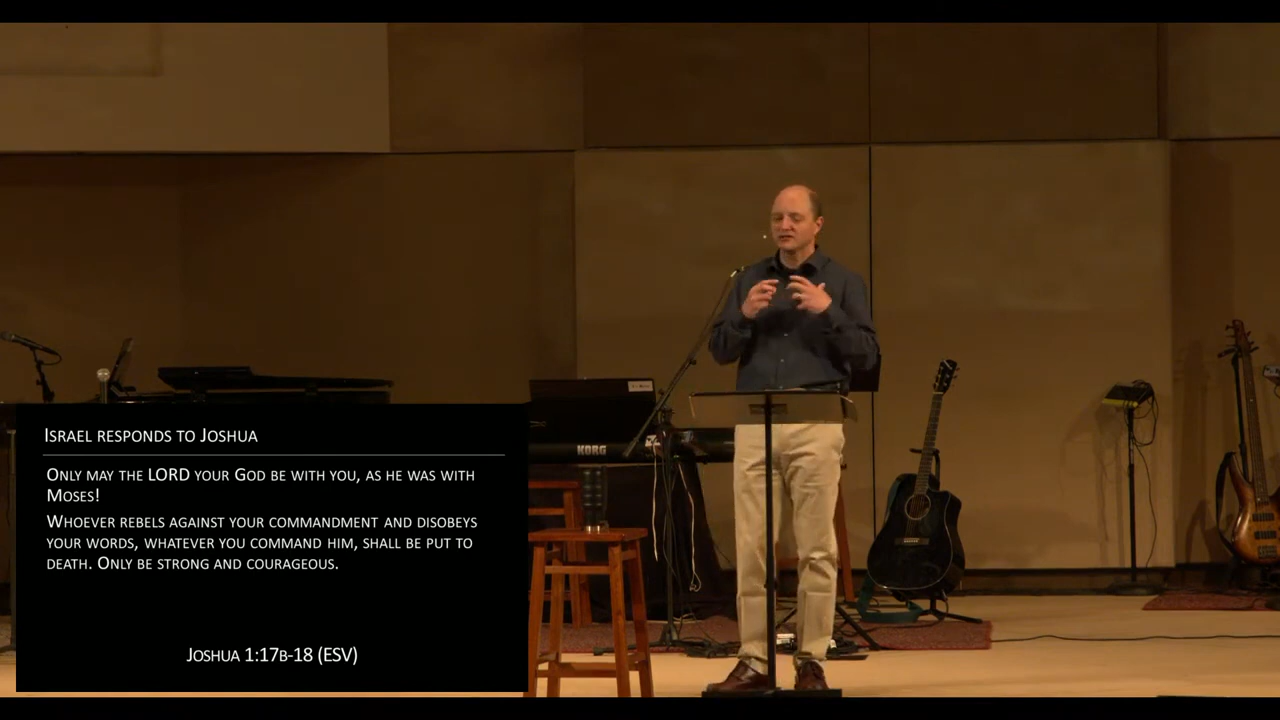 Israel responds to Joshua
Only may the LORD your God be with you, as he was with
Moses!
Whoever rebels against your commandment and disobeys
your words, whatever you command him, shall be put to
death. Only be strong and courageous.
Joshua 1:17b-18 (ESV)
KORG